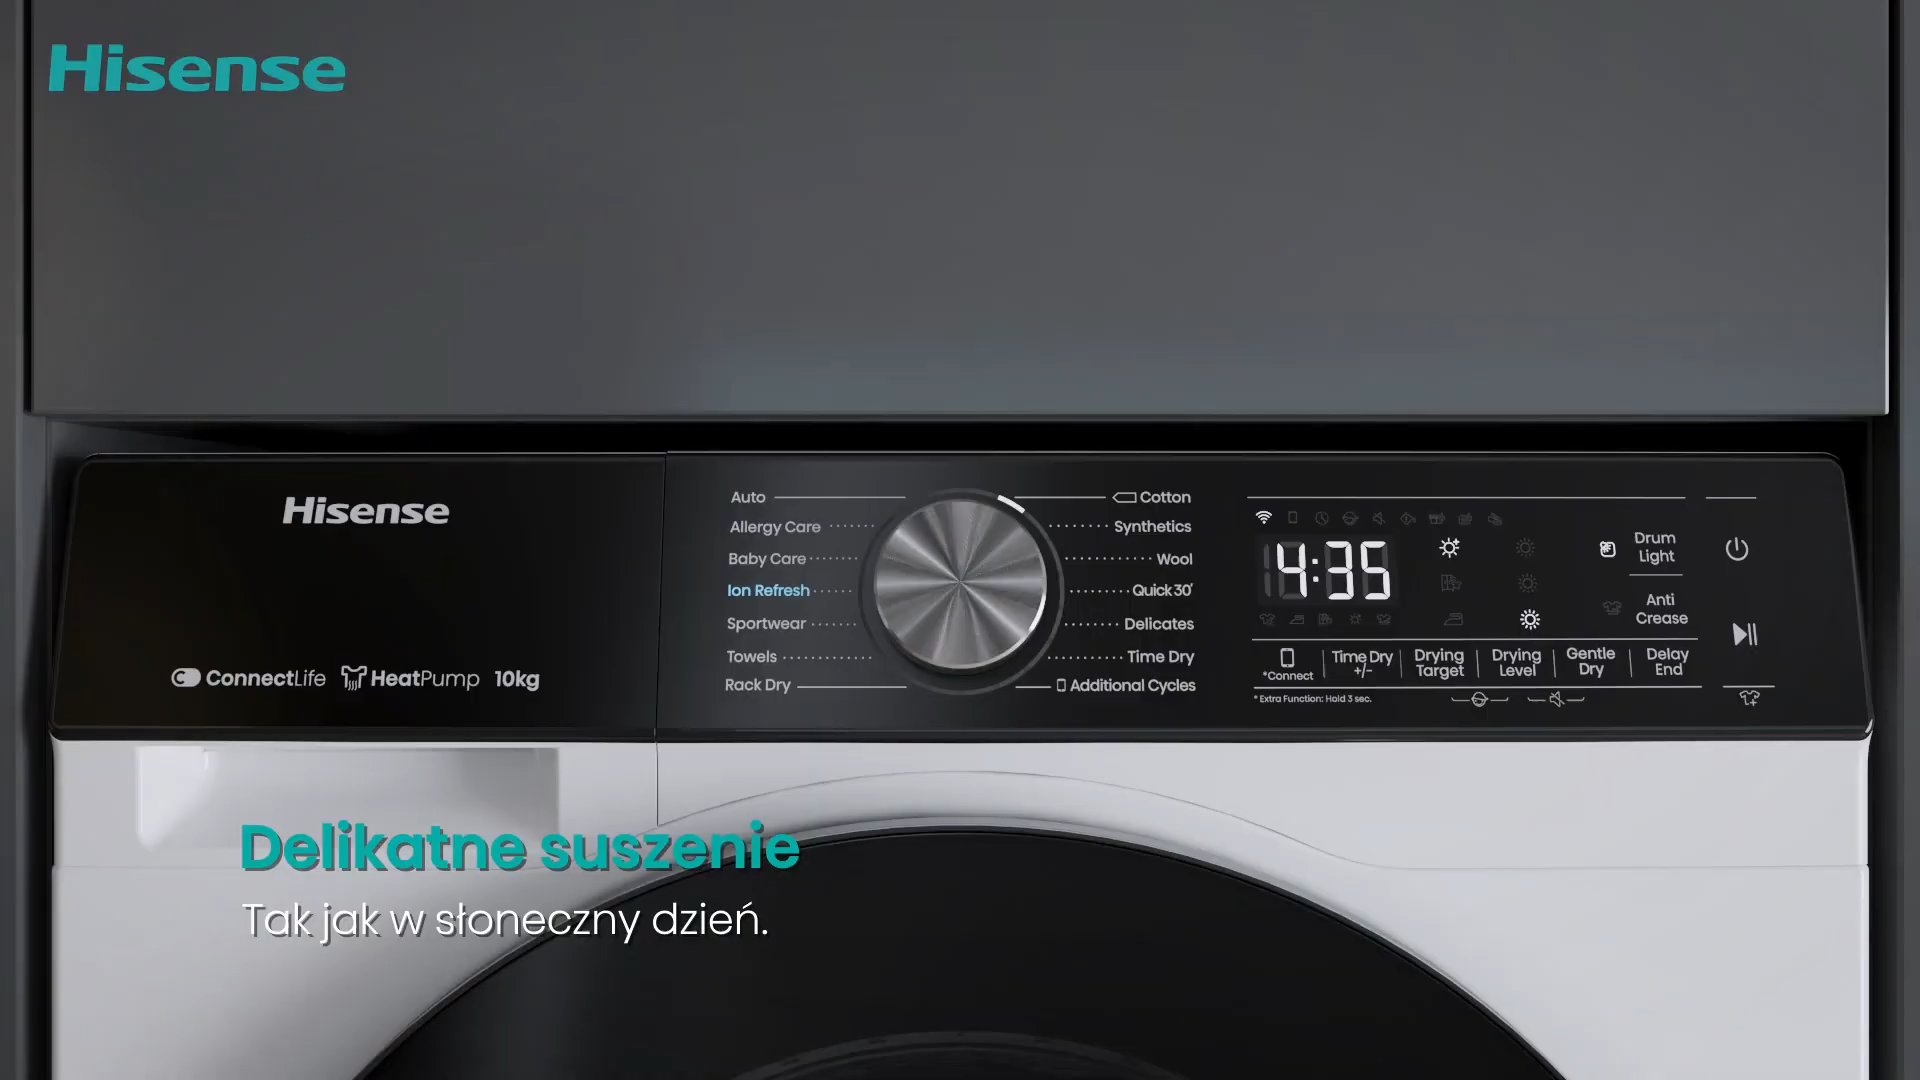 Hisense
Hisense
ConnectLife HeatPump 10kg
Auto
Allergy Care
Baby Care
Ion Refresh
Sportwear
Towels
Rack Dry
Cotton
Synthetics
Wool
Quick 30'
Delicates
Time Dry
Additional Cycles
4:35
Drum
Light
Anti
Crease
*Connect
Time Dry
+/-
Drying
Target
Drying
Level
Gentle
Dry
Delay
End
* Extra Function: Hold 3 sec.
Delikatne suszenie
Tak jak w słoneczny dzień.